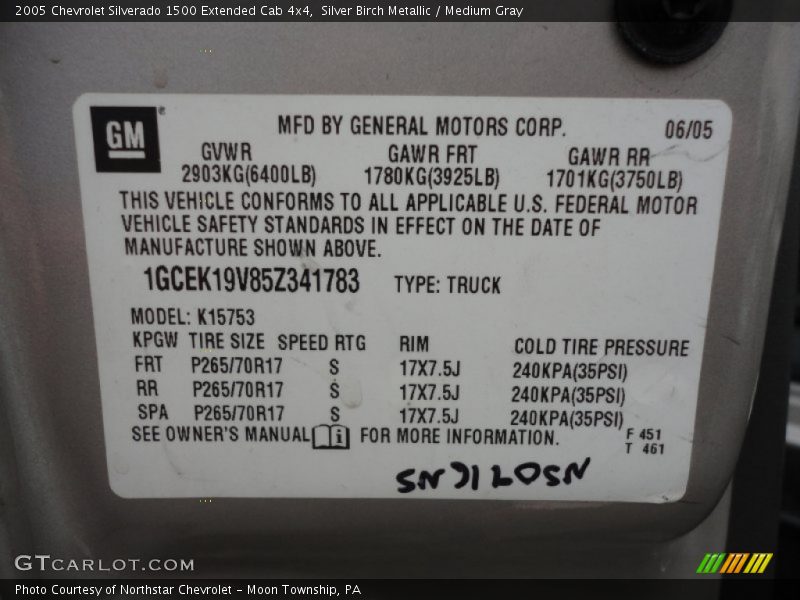 2005 Chevrolet Silverado 1500 Extended Cab 4x4,  Silver Birch Metallic / Medium Gray
GM
MFD BY GENERAL MOTORS CORP. 06/05
GVWR GAWR FRT GAWR RR
2903KG(6400LB) 1780KG(3925LB) 1701KG(3750LB)
THIS VEHICLE CONFORMS TO ALL APPLICABLE U.S. FEDERAL MOTOR
VEHICLE SAFETY STANDARDS IN EFFECT ON THE DATE OF
MANUFACTURE SHOWN ABOVE.
1GCEK19V85Z341783 TYPE: TRUCK
MODEL: K15753
KPGW TIRE SIZE SPEED RTG RIM COLD TIRE PRESSURE
FRT P265/70R17 S 17X7.5J 240KPA(35PSI)
RR P265/70R17 S 17X7.5J 240KPA(35PSI)
SPA P265/70R17 S 17X7.5J 240KPA(35PSI)
SEE OWNER'S MANUAL i FOR MORE INFORMATION.
F 451
T 461
GTCARLOT.COM
Photo Courtesy of Northstar Chevrolet - Moon Township, PA